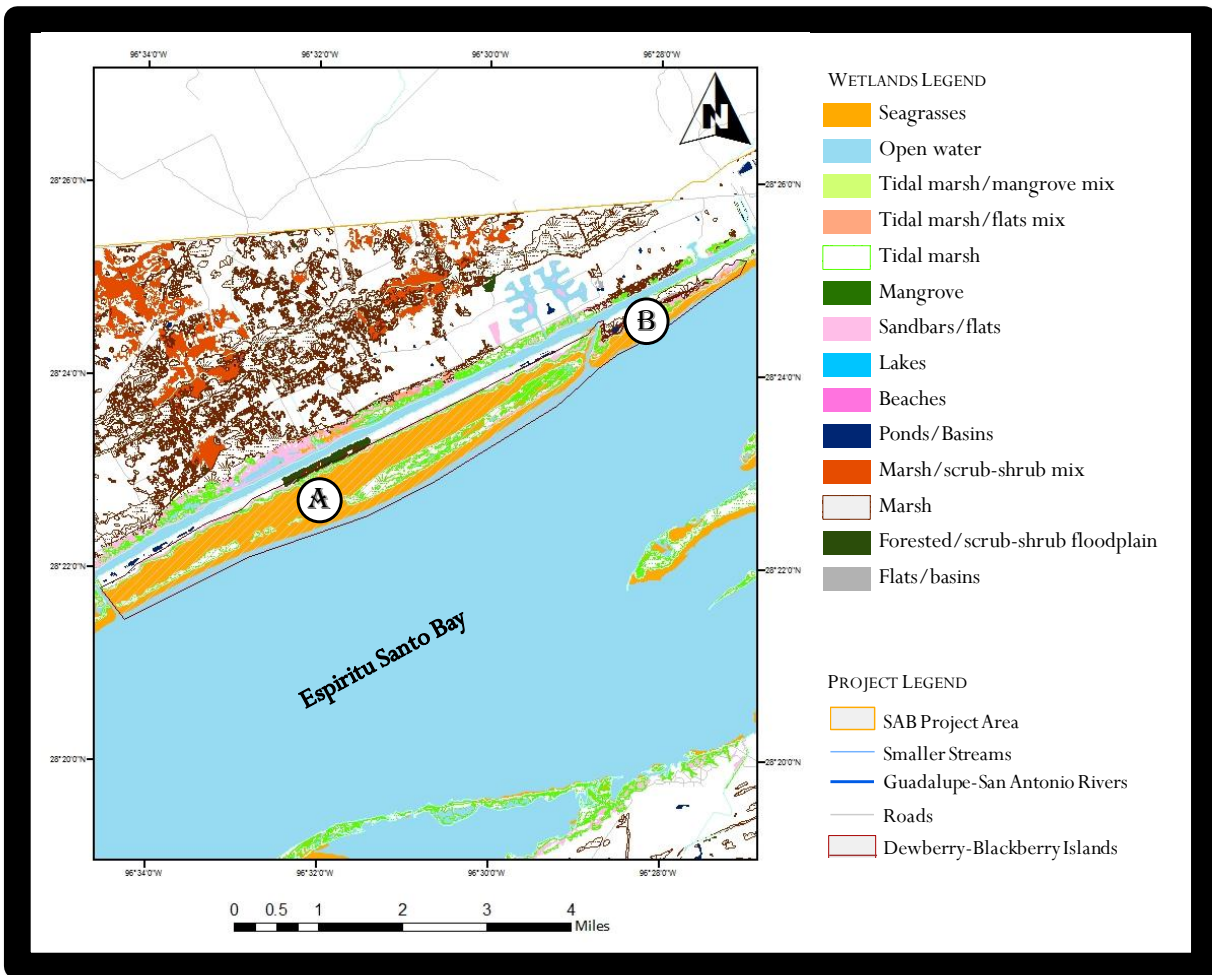 96°34'0"W 96°32'0"W 96°30'0"W 96°28'0"W
N
28°26'0"N 28°26'0"N
28°24'0"N 28°24'0"N
28°22'0"N 28°22'0"N
28°20'0"N 28°20'0"N
B
A
Espiritu Santo Bay
96°34'0"W 96°32'0"W 96°30'0"W 96°28'0"W
0 0.5 1 2 3 4
Miles
WETLANDS LEGEND
Seagrasses
Open water
Tidal marsh/mangrove mix
Tidal marsh/flats mix
Tidal marsh
Mangrove
Sandbars/flats
Lakes
Beaches
Ponds/Basins
Marsh/scrub-shrub mix
Marsh
Forested/scrub-shrub floodplain
Flats/basins
PROJECT LEGEND
SAB Project Area
Smaller Streams
Guadalupe-San Antonio Rivers
Roads
Dewberry-Blackberry Islands